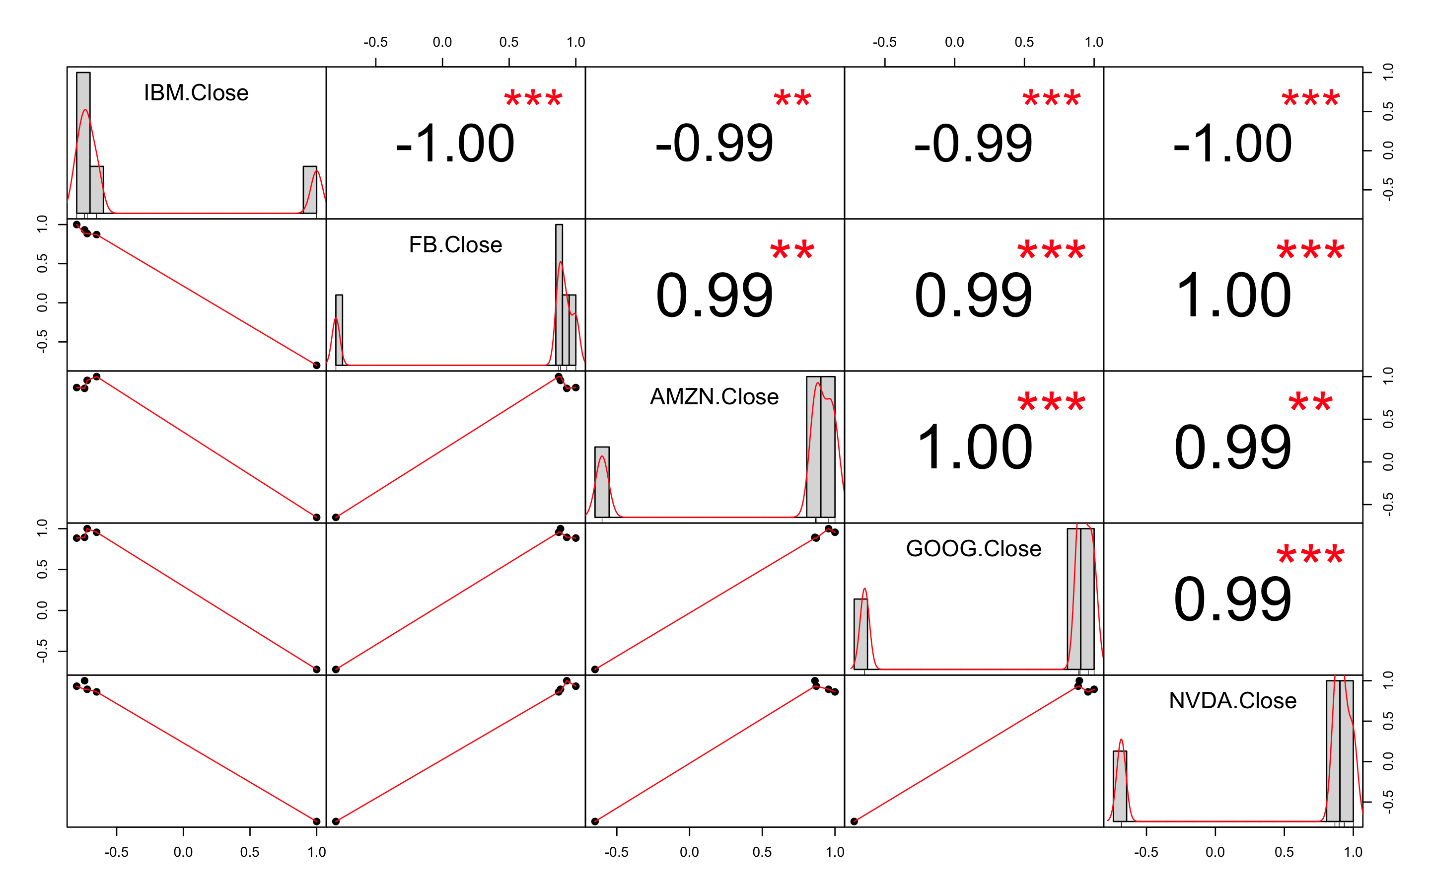 -0.5 0.0 0.5 1.0 -0.5 0.0 0.5 1.0
IBM.Close *** -1.00 ** -0.99 *** -0.99 *** -1.00 1.0 0.5 0.0 -0.5
1.0 0.5 0.0 -0.5 FB.Close ** 0.99 *** 0.99 *** 1.00
AMZN.Close *** 1.00 ** 0.99 1.0 0.5 0.0 -0.5
1.0 0.5 0.0 -0.5 GOOG.Close *** 0.99
NVDA.Close 1.0 0.5 0.0 -0.5
-0.5 0.0 0.5 1.0 -0.5 0.0 0.5 1.0 -0.5 0.0 0.5 1.0